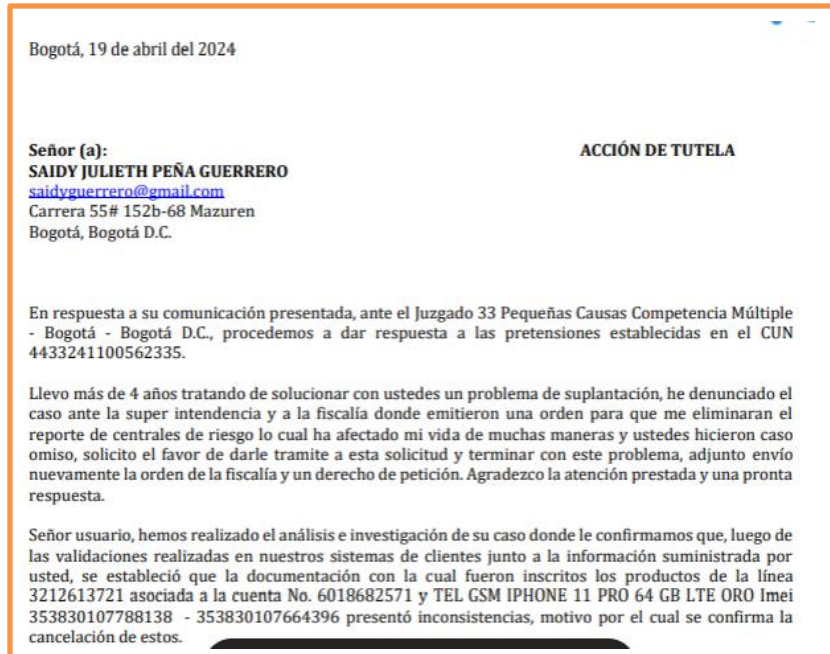 Bogotá, 19 de abril del 2024
Señor (a):
ACCIÓN DE TUTELA
SAIDY JULIETH PEÑA GUERRERO
saidyguerrero@gmail.com
Carrera 55# 152b-68 Mazuren
Bogotá, Bogotá D.C.
En respuesta a su comunicación presentada, ante el Juzgado 33 Pequeñas Causas Competencia Múltiple
- Bogotá - Bogotá D.C., procedemos a dar respuesta a las pretensiones establecidas en el CUN
4433241100562335.
Llevo más de 4 años tratando de solucionar con ustedes un problema de suplantación, he denunciado el
caso ante la super intendencia y a la fiscalía donde emitieron una orden para que me eliminaran el
reporte de centrales de riesgo lo cual ha afectado mi vida de muchas maneras y ustedes hicieron caso
omiso, solicito el favor de darle tramite a esta solicitud y terminar con este problema, adjunto envío
nuevamente la orden de la fiscalía y un derecho de petición. Agradezco la atención prestada y una pronta
respuesta.
Señor usuario, hemos realizado el análisis e investigación de su caso donde le confirmamos que, luego de
las validaciones realizadas en nuestros sistemas de clientes junto a la información suministrada por
usted, se estableció que la documentación con la cual fueron inscritos los productos de la línea
3212613721 asociada a la cuenta No. 6018682571 y TEL GSM IPHONE 11 PRO 64 GB LTE ORO Imei
353830107788138 - 353830107664396 presentó inconsistencias, motivo por el cual se confirma la
cancelación de estos.